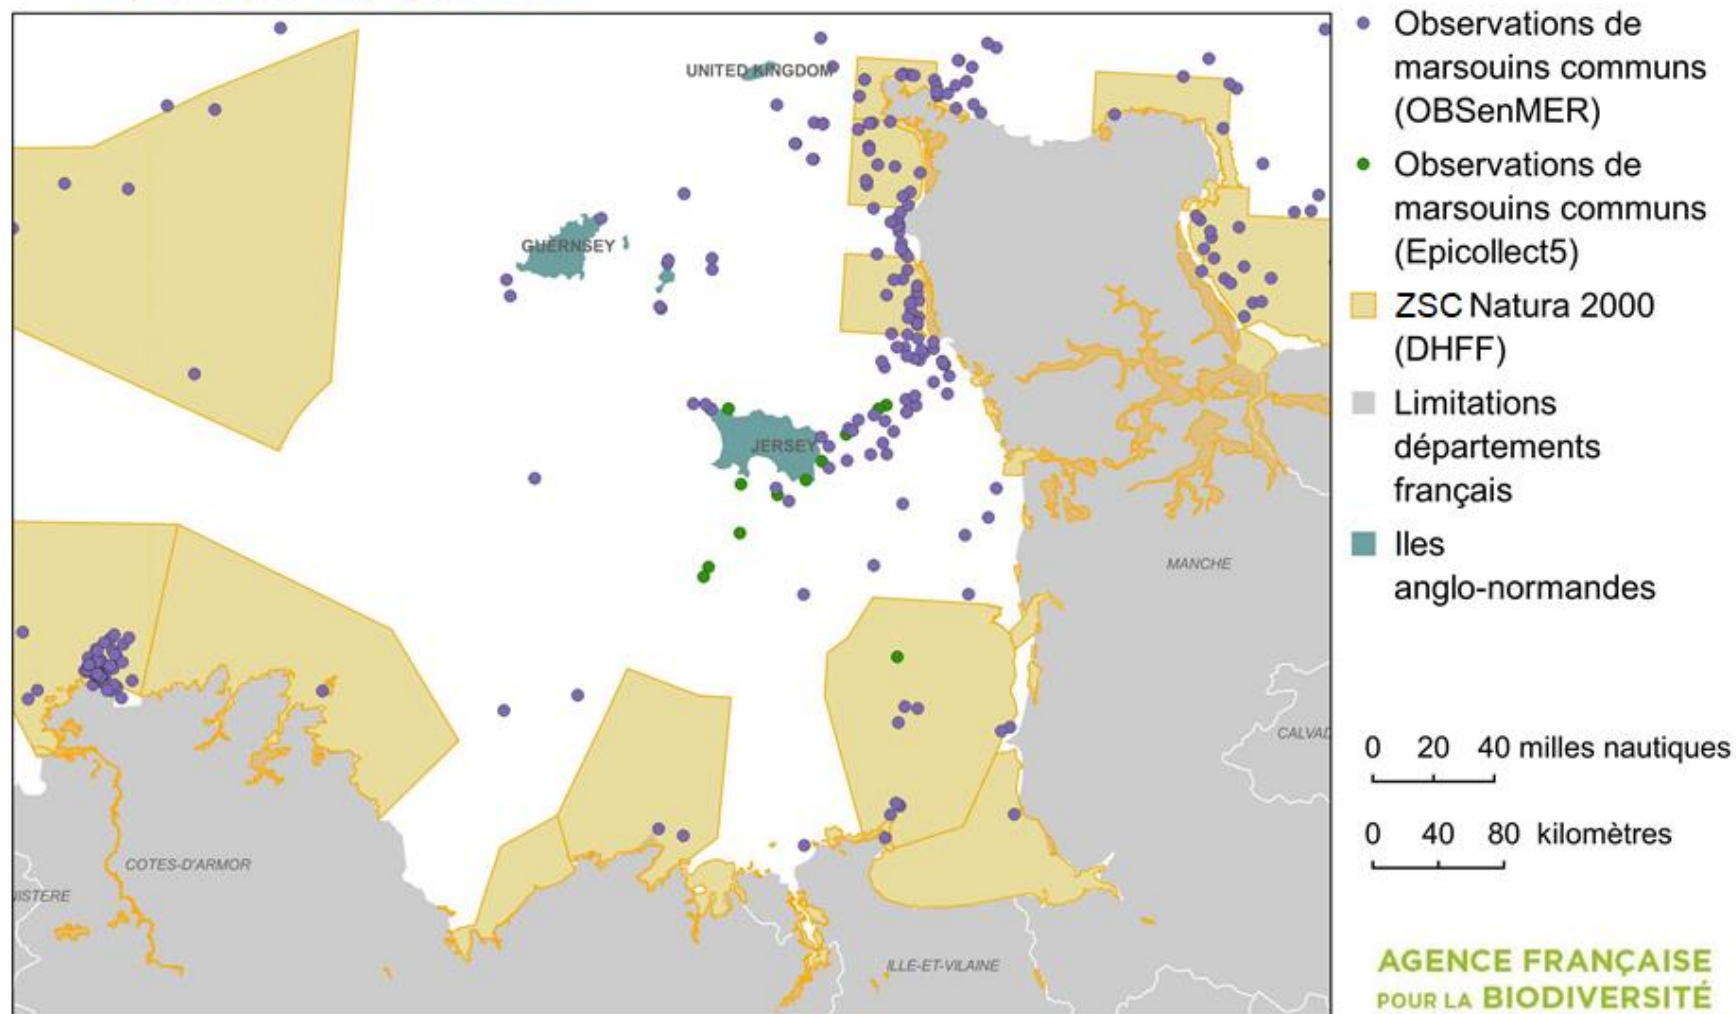 UNITED KINGDOM
GUERNSEY
JERSEY
MANCHE
CALVAD
COTES-D'ARMOR
NISTERE
ILLE-ET-VILAINE
Observations de
marsouins communs
(OBSenMER)
Observations de
marsouins communs
(Epicollect5)
ZSC Natura 2000
(DHFF)
Limitations
départements
français
Iles
anglo-normandes
0 20 40 milles nautiques
0 40 80 kilomètres
AGENCE FRANÇAISE
POUR LA BIODIVERSITÉ